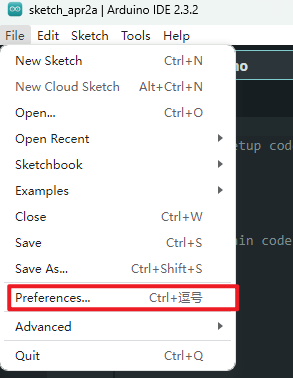 sketch_apr2a | Arduino IDE 2.3.2
File Edit Sketch Tools Help
New Sketch Ctrl+N
New Cloud Sketch Alt+Ctrl+N
Open... Ctrl+O
Open Recent
etup code
Sketchbook
Examples
Close Ctrl+W
Save Ctrl+S
ain code
Save As... Ctrl+Shift+S
Preferences... Ctrl+逗号
Advanced
Quit Ctrl+Q